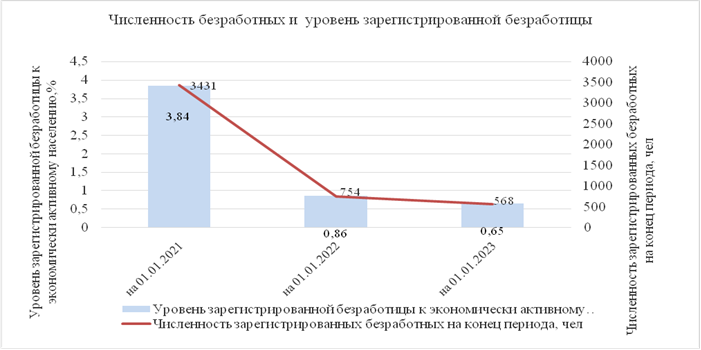 Численность безработных и уровень зарегистрированной безработицы
Уровень зарегистрированной безработицы к
экономически активному населению,%
4,5
4
3,5
3
2,5
2
1,5
1
0,5
0
3431
3,84
754
0,86
568
0,65
4000
3500
3000
2500
2000
1500
1000
500
0
Численность зарегистрированных безработных
на конец периода, чел
на 01.01.2021
на 01.01.2022
на 01.01.2023
Уровень зарегистрированной безработицы к экономически активному . .
Численность зарегистрированных безработных на конец периода, чел